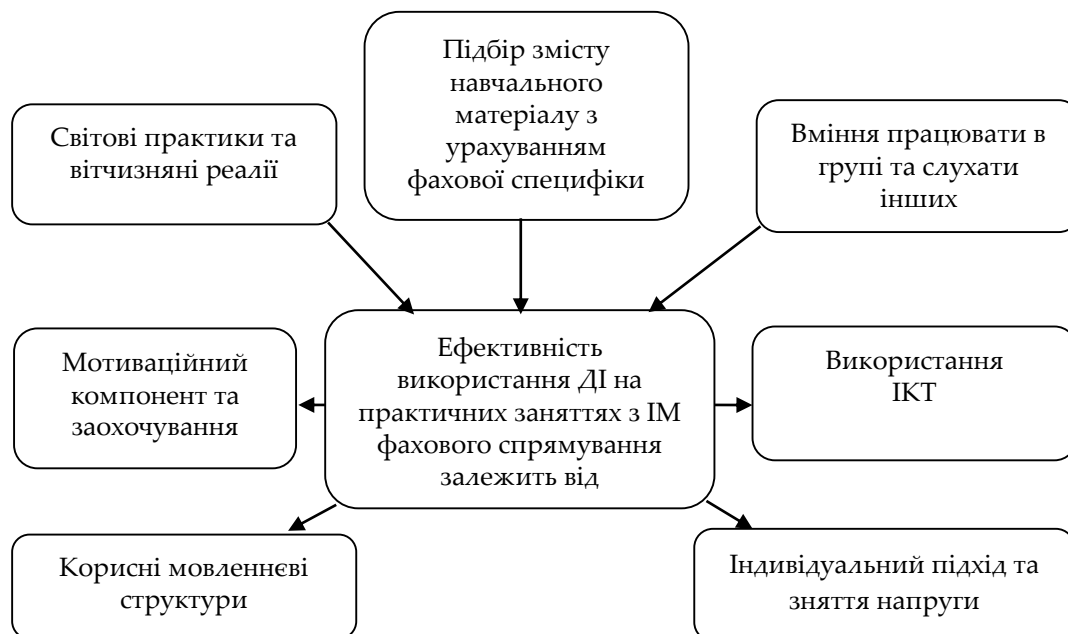 Підбір змісту
навчального
матеріалу з
урахуванням
фахової специфіки
Світові практики та
вітчизняні реалії
Вміння працювати в
групі та слухати
інших
Мотиваційний
компонент та
заохочування
Ефективність
використання ДІ на
практичних заняттях з ІМ
фахового спрямування
залежить від
Використання
ІКТ
Корисні мовленнєві
структури
Індивідуальний підхід та
зняття напруги